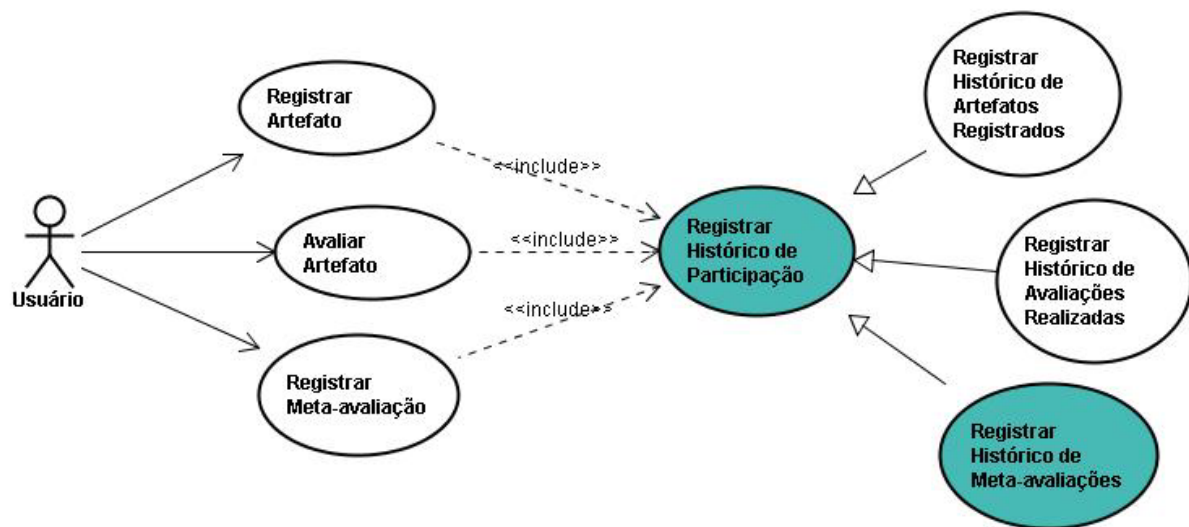 Registrar
Artefato
<<include>>
Avaliar
Artefato
<<include>>
Registrar
Meta-avaliação
<<include>>
Usuário
Registrar
Histórico de
Participação
Registrar
Histórico de
Artefatos
Registrados
Registrar
Histórico de
Avaliações
Realizadas
Registrar
Histórico de
Meta-avaliações